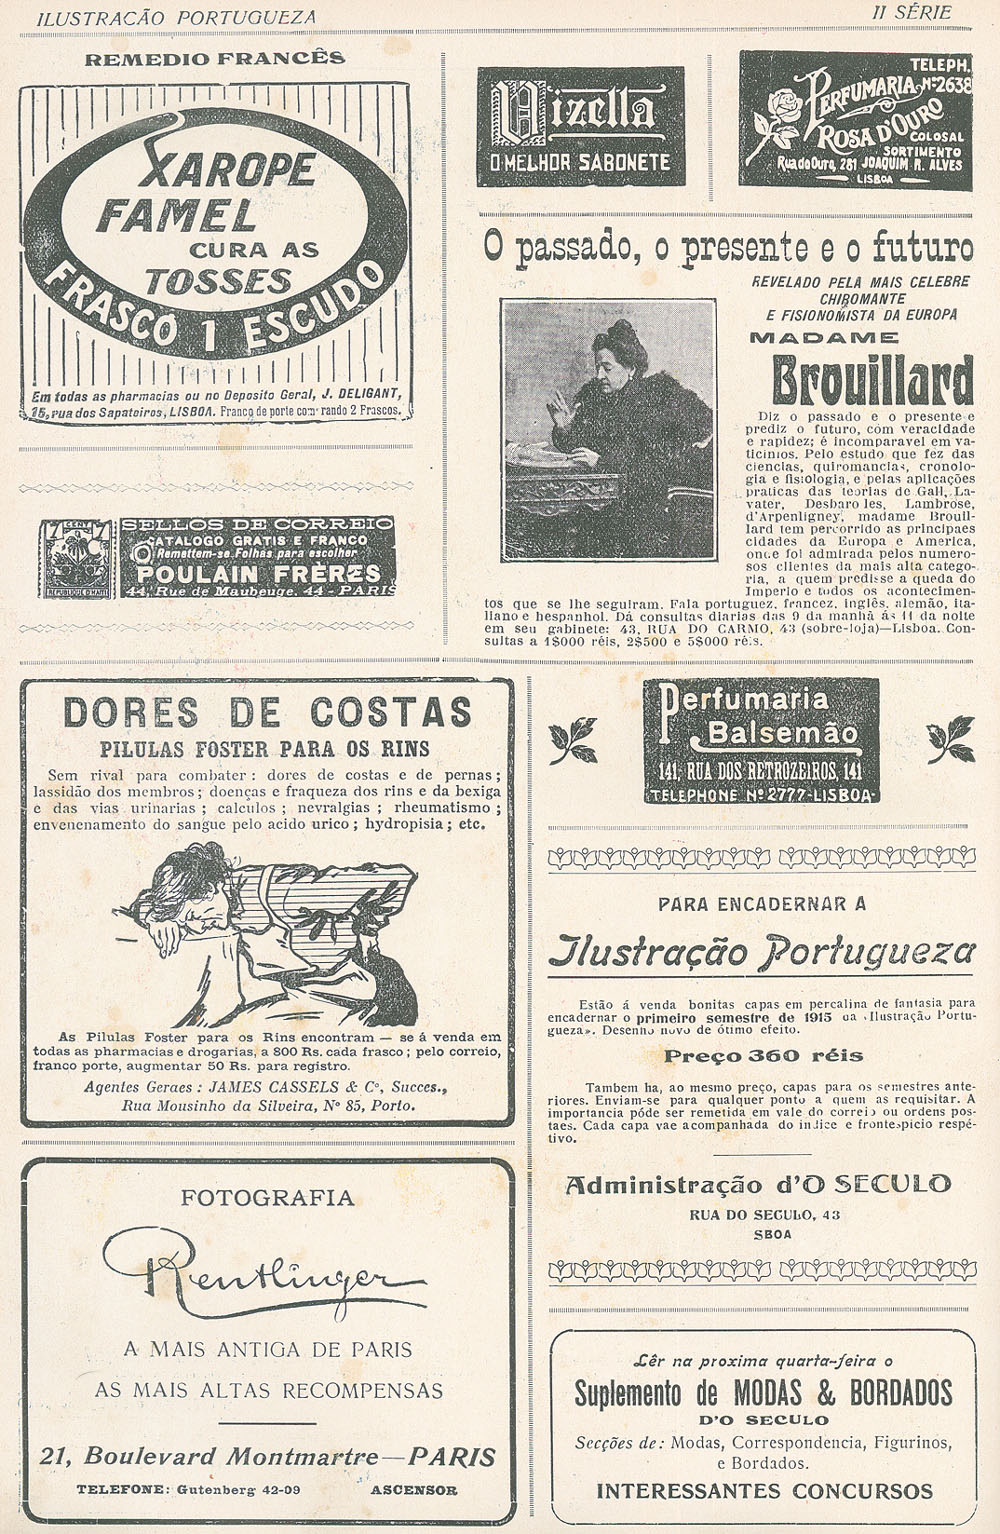 ILUSTRACÃO PORTUGUEZA
II SÉRIE
REMEDIO FRANCÊS
XAROPE
FAMEL
CURA AS
TOSSES
FRASCO 1 ESCUDO
Em todas as pharmacias ou no Deposito Geral, J. DELIGANT,
15, rua dos Sapateiros, LISBOA. Franco de porte comprando 2 Frascos.
Vizella
O MELHOR SABONETE
TELEPH.
Nº 2638
PERFUMARIA
ROSA D'OURO
COLOSAL
SORTIMENTO
Rua do Ouro, 261 JOAQUIM R. ALVES
LISBOA
O passado, o presente e o futuro
REVELADO PELA MAIS CELEBRE
CHIROMANTE
E FISIONOMISTA DA EUROPA
MADAME
Brouillard
Diz o passado e o presente e
prediz o futuro, com veracidade
e rapidez; é incomparavel em va-
ticinios. Pelo estudo que fez das
ciencias, quiromancias, cronolo-
gia e fisiologia, e pelas aplicações
praticas das teorias de Gall, La-
vater, Desbarolles, Lambrose,
d'Arpenligney, madame Brouil-
lard tem percorrido as principaes
cidades da Europa e America,
onde foi admirada pelos numero-
sos clientes da mais alta catego-
ria, a quem predisse a queda do
Imperio e todos os acontecimen-
tos que se lhe seguiram. Fala portuguez, francez, inglês, alemão, ita-
liano e hespanhol. Dá consultas diarias das 9 da manhã ás 11 da noite
em seu gabinete: 43, RUA DO CARMO, 43 (sobre-loja)—Lisboa. Con-
sultas a 1$000 réis, 2$500 e 5$000 réis.
7 CENT 7
REPUBLIQUE D'HAITI
SELLOS DE CORREIO
CATALOGO GRATIS E FRANCO
Remettem-se Folhas para escolher
POULAIN FRÈRES
44, Rue de Maubeuge, 44 - PARIS
DORES DE COSTAS
PILULAS FOSTER PARA OS RINS
Sem rival para combater: dores de costas e de pernas;
lassidão dos membros; doenças e fraqueza dos rins e da bexiga
e das vias urinarias; calculos; nevralgias; rheumatismo;
envenenamento do sangue pelo acido urico; hydropisia; etc.
As Pilulas Foster para os Rins encontram — se á venda em
todas as pharmacias e drogarias, a 800 Rs. cada frasco; pelo correio,
franco porte, augmentar 50 Rs. para registro.
Agentes Geraes: JAMES CASSELS & Cº, Succes.,
Rua Mousinho da Silveira, Nº 85, Porto.
Perfumaria
Balsemão
141, RUA DOS RETROZEIROS, 141
TELEPHONE Nº 2777-LISBOA
PARA ENCADERNAR A
Ilustração Portugueza
Estão á venda bonitas capas em percalina de fantasia para
encadernar o primeiro semestre de 1915 da «Ilustração Portu-
gueza». Desenho novo de ótimo efeito.
Preço 360 réis
Tambem ha, ao mesmo preço, capas para os semestres ante-
riores. Enviam-se para qualquer ponto a quem as requisitar. A
importancia póde ser remetida em vale do correio ou ordens pos-
taes. Cada capa vae acompanhada do indice e frontespicio respé-
tivo.
Administração d'O SECULO
RUA DO SECULO, 43
SBOA
FOTOGRAFIA
Reutlinger
A MAIS ANTIGA DE PARIS
AS MAIS ALTAS RECOMPENSAS
21, Boulevard Montmartre—PARIS
TELEFONE: Gutenberg 42-09 ASCENSOR
Lêr na proxima quarta-feira o
Suplemento de MODAS & BORDADOS
D'O SECULO
Secções de: Modas, Correspondencia, Figurinos,
e Bordados.
INTERESSANTES CONCURSOS